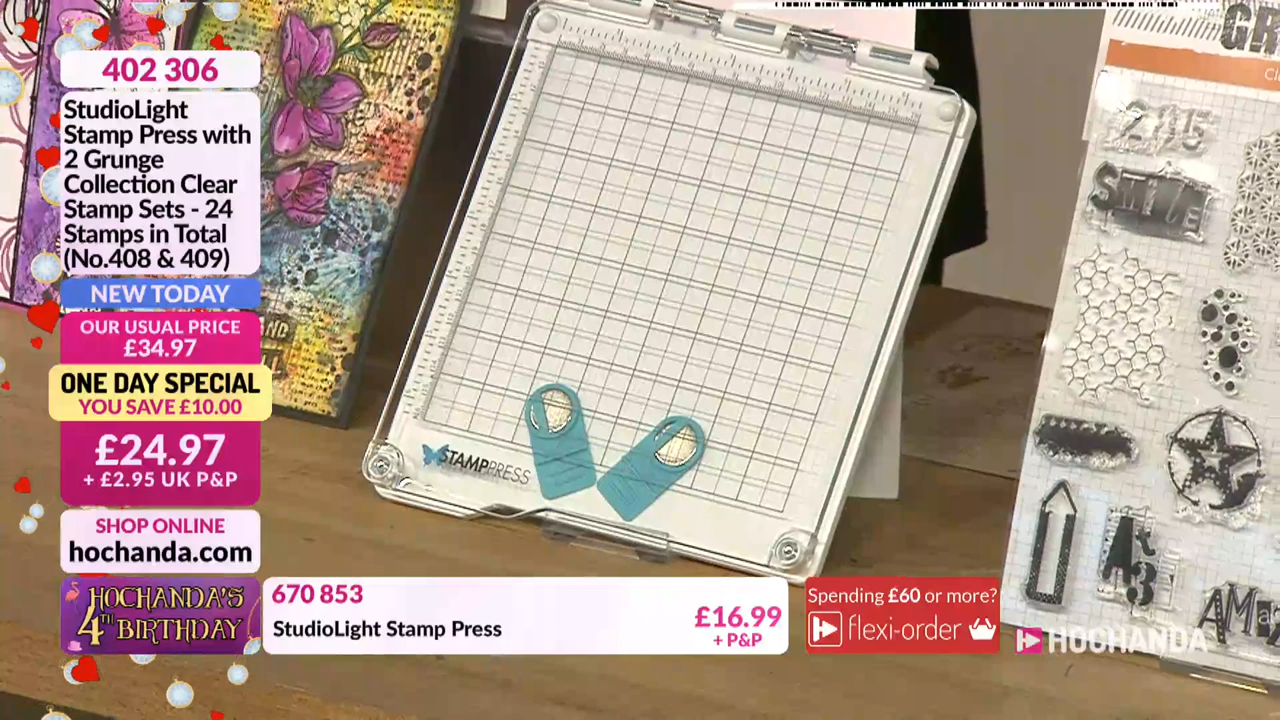 402 306
StudioLight
Stamp Press with
2 Grunge
Collection Clear
Stamp Sets - 24
Stamps in Total
(No.408 & 409)
NEW TODAY
OUR USUAL PRICE
£34.97
ONE DAY SPECIAL
YOU SAVE £10.00
£24.97
+ £2.95 UK P&P
SHOP ONLINE
hochanda.com
HOCHANDA'S
4TH BIRTHDAY
670 853
StudioLight Stamp Press
£16.99
+ P&P
Spending £60 or more?
flexi-order
HOCHANDA
STAMPPRESS
GR